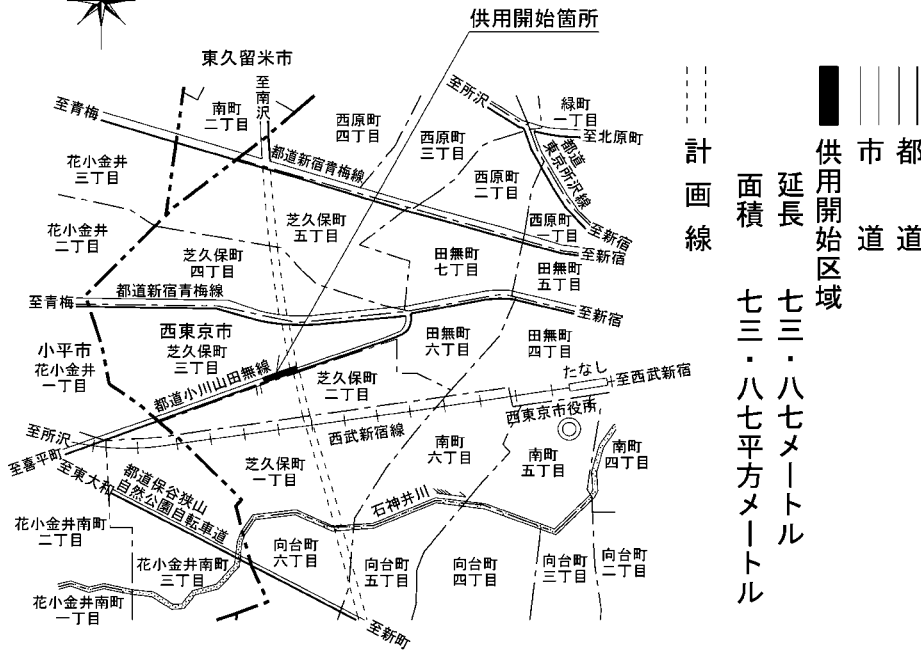 供用開始箇所
東久留米市
至青梅
至南沢
南町
二丁目
西原町
四丁目
至所沢
緑町
一丁目
至北原町
西原町
三丁目
都道
東京所沢線
都道新宿青梅線
花小金井
三丁目
西原町
二丁目
芝久保町
五丁目
西原町
一丁目
至新宿
至新宿
花小金井
二丁目
芝久保町
四丁目
田無町
七丁目
田無町
五丁目
至青梅
都道新宿青梅線
至新宿
西東京市
芝久保町
三丁目
田無町
六丁目
田無町
四丁目
小平市
花小金井
一丁目
都道小川山田無線
芝久保町
二丁目
たなし
至西武新宿
西東京市役所
至所沢
西武新宿線
至喜平町
至東大和
芝久保町
一丁目
南町
六丁目
南町
五丁目
南町
四丁目
都道保谷狭山
自然公園自転車道
石神井川
花小金井南町
二丁目
花小金井南町
三丁目
向台町
六丁目
向台町
五丁目
向台町
四丁目
向台町
三丁目
向台町
二丁目
花小金井南町
一丁目
至新町
都道
市道
供用開始区域
延長 七三・八七メートル
面積 七三・八七平方メートル
計画線